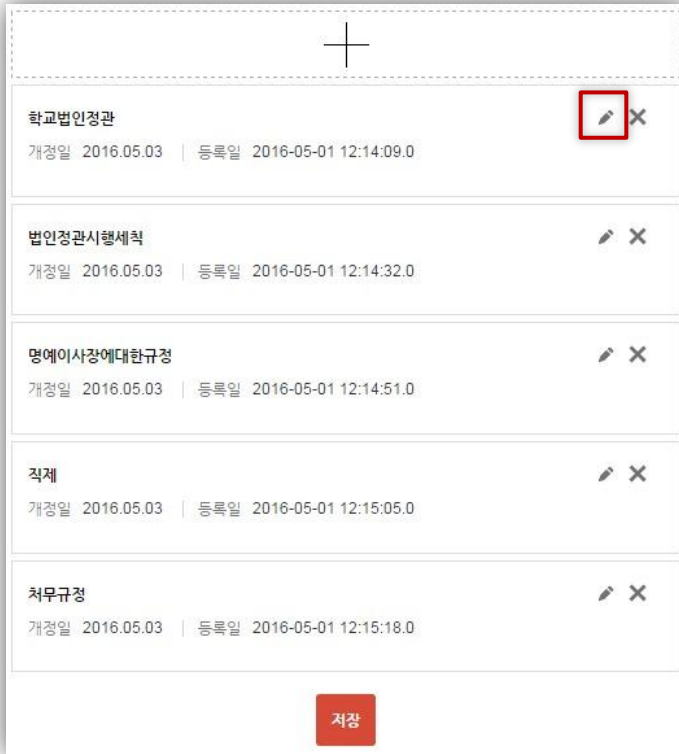 학교법인정관
개정일 2016.05.03 | 등록일 2016-05-01 12:14:09.0
법인정관시행세칙
개정일 2016.05.03 | 등록일 2016-05-01 12:14:32.0
명예이사장에대한규정
개정일 2016.05.03 | 등록일 2016-05-01 12:14:51.0
직제
개정일 2016.05.03 | 등록일 2016-05-01 12:15:05.0
처무규정
개정일 2016.05.03 | 등록일 2016-05-01 12:15:18.0
저장